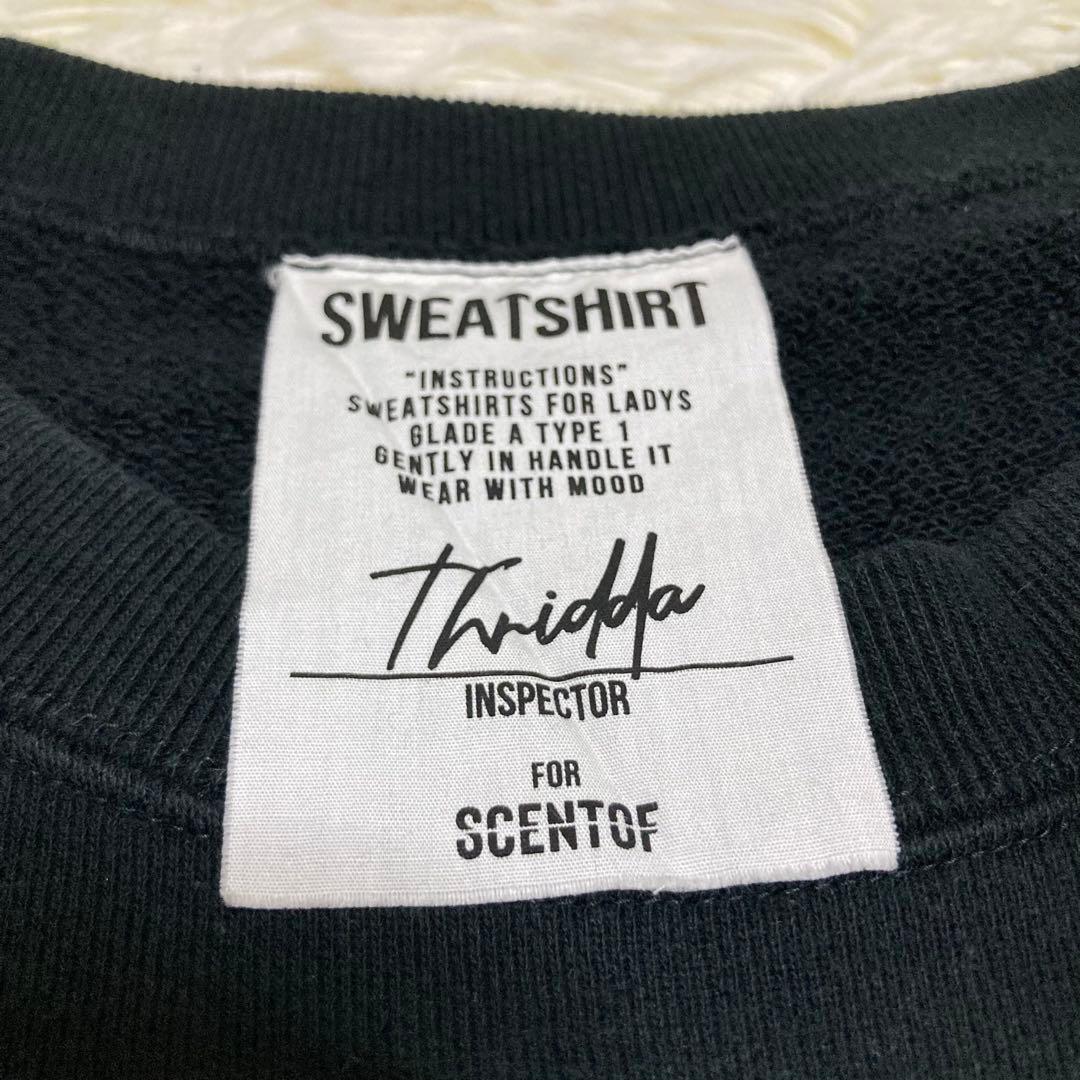 SWEATSHIRT
"INSTRUCTIONS"
SWEATSHIRTS FOR LADYS
GLADE A TYPE 1
GENTLY IN HANDLE IT
WEAR WITH MOOD
Thridda
INSPECTOR
FOR
SCENTOF